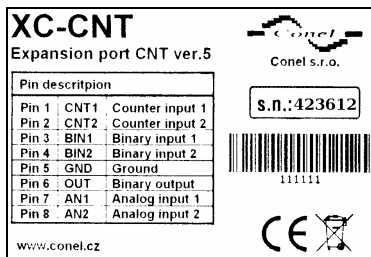 XC-CNT
Expansion port CNT ver.5
Conel
Conel s.r.o.
Pin descritpion
Pin 1 CNT1 Counter input 1
Pin 2 CNT2 Counter input 2
Pin 3 BIN1 Binary input 1
Pin 4 BIN2 Binary input 2
Pin 5 GND Ground
Pin 6 OUT Binary output
Pin 7 AN1 Analog input 1
Pin 8 AN2 Analog input 2
s.n.:423612
111111
CE
www.conel.cz